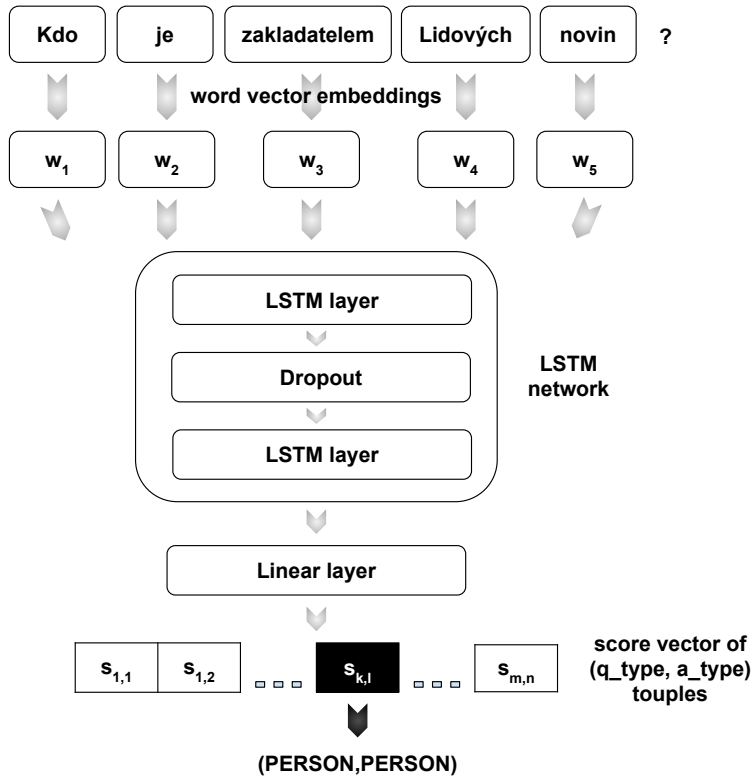 Kdo je zakladatelem Lidových novin ?
word vector embeddings
w1 w2 w3 w4 w5
LSTM layer
Dropout
LSTM layer
LSTM
network
Linear layer
s1,1 s1,2 sk,l sm,n
score vector of
(q_type, a_type)
touples
(PERSON,PERSON)